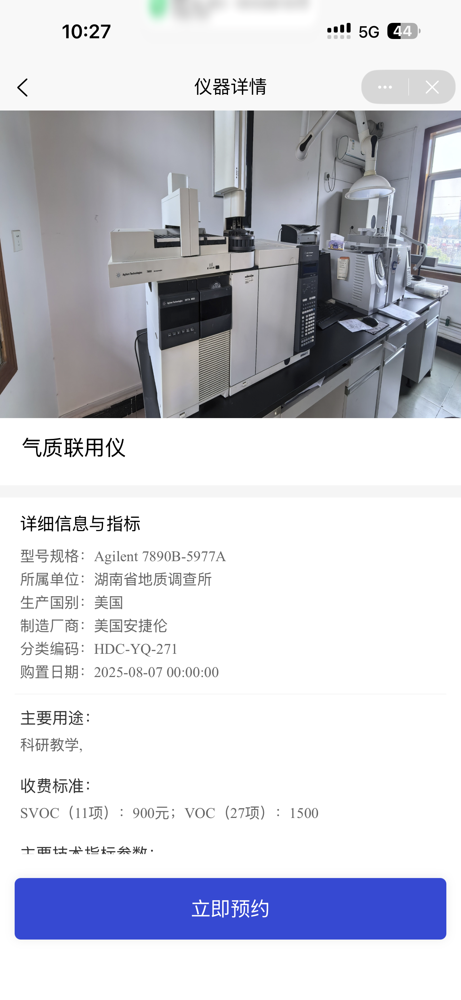 10:27
5G
44
仪器详情
Agilent Technologies 7693 Autosampler
Agilent Technologies 5977A MSD
气质联用仪
详细信息与指标
型号规格：Agilent 7890B-5977A
所属单位：湖南省地质调查所
生产国别：美国
制造厂商：美国安捷伦
分类编码：HDC-YQ-271
购置日期：2025-08-07 00:00:00
主要用途：
科研教学,
收费标准：
SVOC（11项）：900元；VOC（27项）：1500
主要技术指标参数：
立即预约